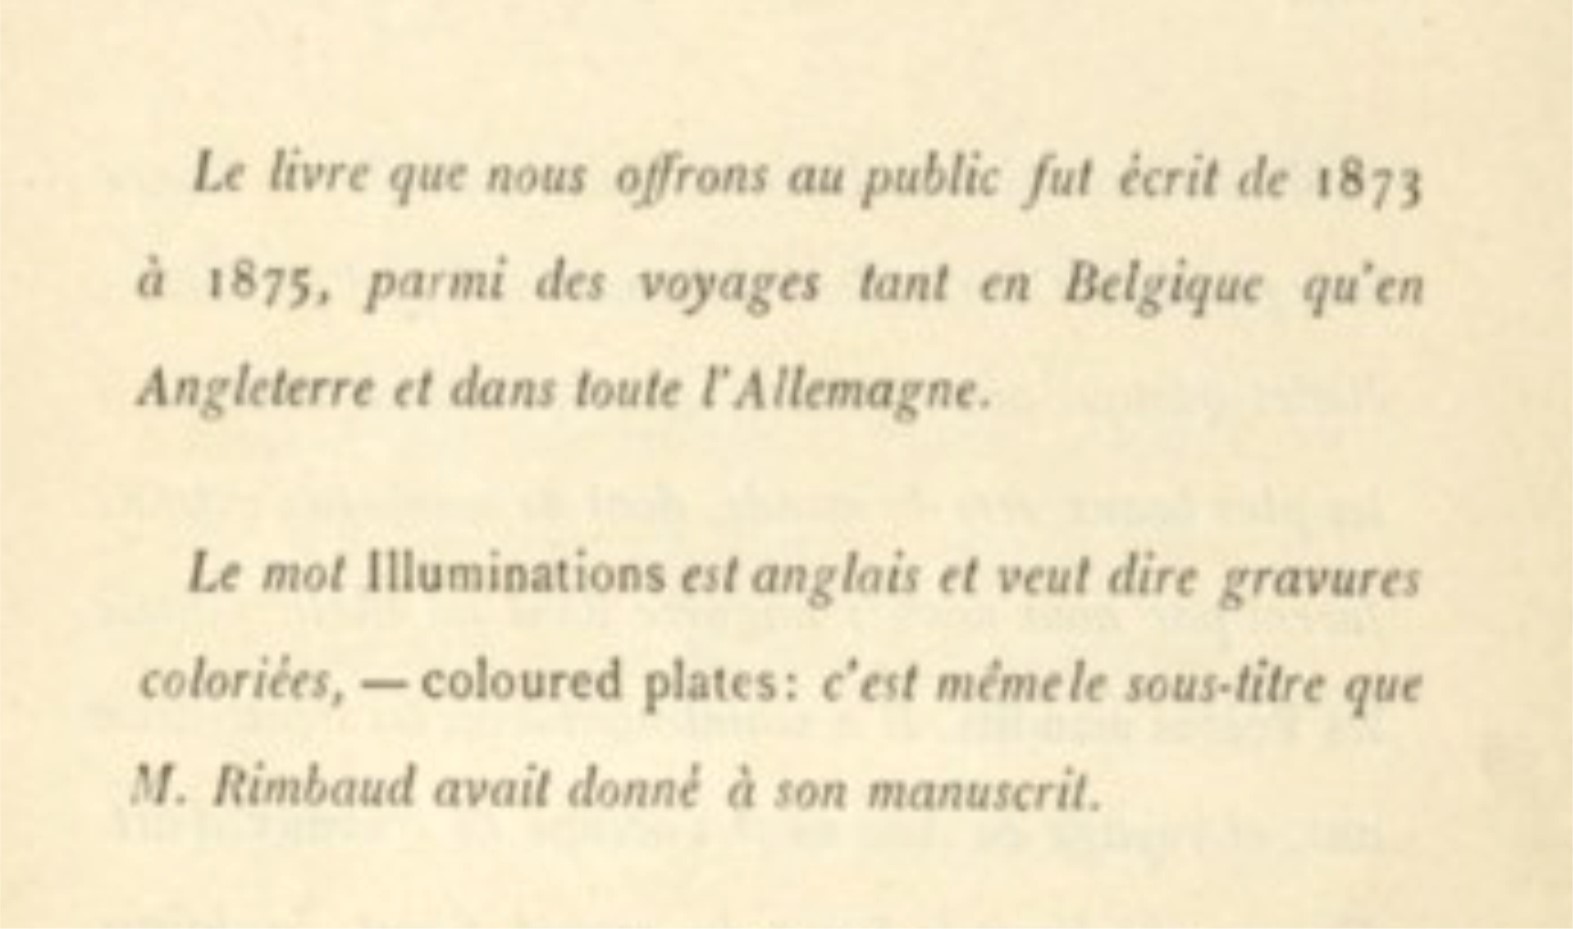 Le livre que nous offrons au public fut écrit de 1873
à 1875, parmi des voyages tant en Belgique qu'en
Angleterre et dans toute l'Allemagne.
Le mot Illuminations est anglais et veut dire gravures
coloriées, — coloured plates : c'est même le sous-titre que
M. Rimbaud avait donné à son manuscrit.